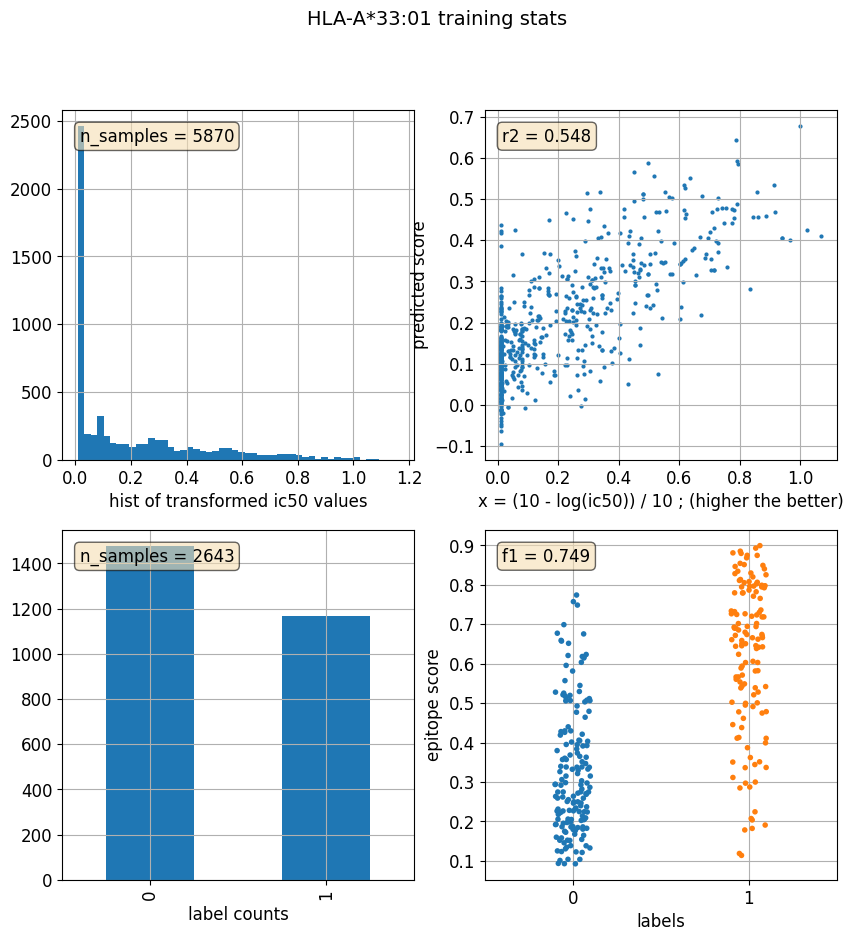 HLA-A*33:01 training stats
2500
2000
1500
1000
500
0
n_samples = 5870
0.0 0.2 0.4 0.6 0.8 1.0 1.2
hist of transformed ic50 values
0.7
0.6
0.5
0.4
0.3
0.2
0.1
0.0
−0.1
predicted score
r2 = 0.548
0.0 0.2 0.4 0.6 0.8 1.0
x = (10 - log(ic50)) / 10 ; (higher the better)
1400
1200
1000
800
600
400
200
0
n_samples = 2643
0 1
label counts
0.9
0.8
0.7
0.6
0.5
0.4
0.3
0.2
0.1
epitope score
f1 = 0.749
0 1
labels